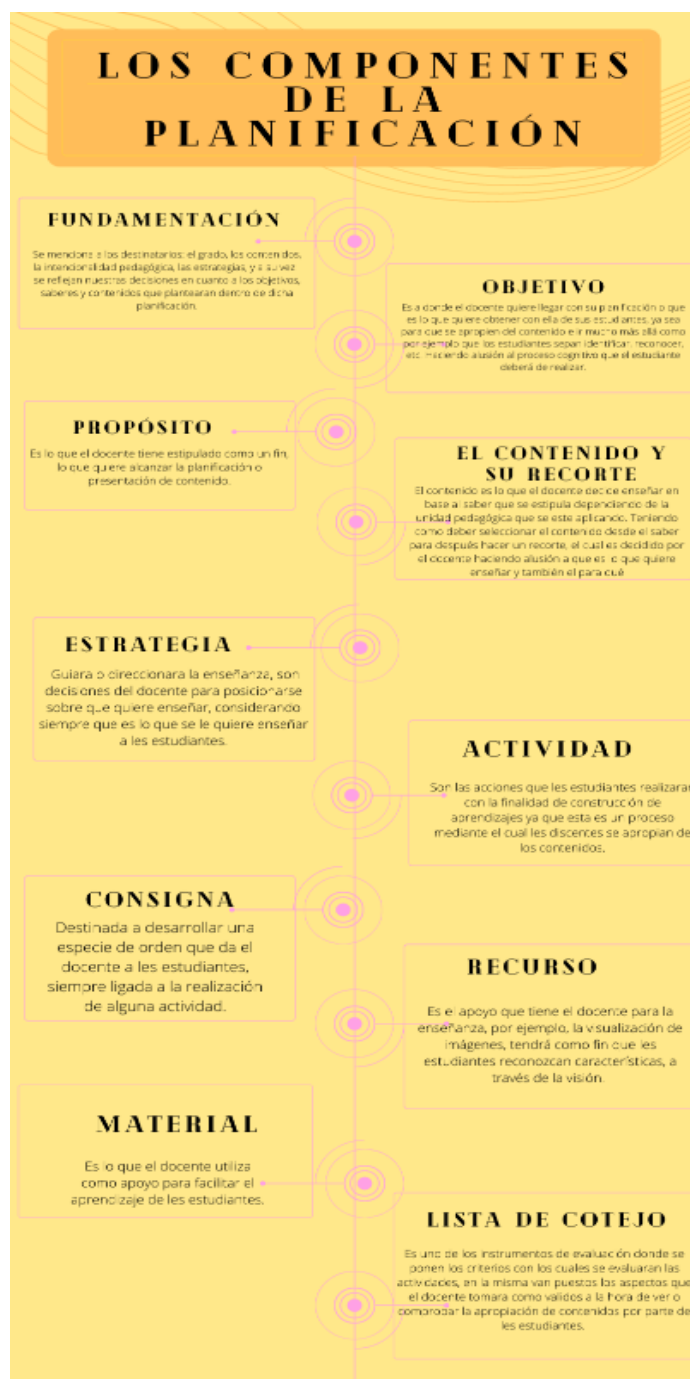 LOS COMPONENTES
DE LA
PLANIFICACIÓN
FUNDAMENTACIÓN
Se menciona a los destinatarios: el grado, los contenidos,
la intencionalidad pedagógica, las estrategias, y a su vez
se reflejan nuestras decisiones en cuanto a los objetivos,
saberes y contenidos que plantearan dentro de dicha
planificación.
OBJETIVO
Es a donde el docente quiere llegar con su planificación o que
es lo que quiere obtener con ella de sus estudiantes, ya sea
para que se apropien del contenido e ir mucho más allá como
por ejemplo que los estudiantes sepan identificar, reconocer,
etc. Haciendo alusión al proceso cognitivo que el estudiante
deberá de realizar.
PROPÓSITO
Es lo que el docente tiene estipulado como un fin,
lo que quiere alcanzar la planificación o
presentación de contenido.
EL CONTENIDO Y
SU RECORTE
El contenido es lo que el docente decide enseñar en
base al saber que se estipula dependiendo de la
unidad pedagógica que se este aplicando. Teniendo
como deber seleccionar el contenido desde el saber
para después hacer un recorte, el cual es decidido por
el docente haciendo alusión a que es lo que quiere
enseñar y también el para qué
ESTRATEGIA
Guiara o direccionara la enseñanza, son
decisiones del docente para posicionarse
sobre que quiere enseñar, considerando
siempre que es lo que se le quiere enseñar
a les estudiantes.
ACTIVIDAD
Son las acciones que les estudiantes realizaran
con la finalidad de construcción de
aprendizajes ya que esta es un proceso
mediante el cual les discentes se apropian de
los contenidos.
CONSIGNA
Destinada a desarrollar una
especie de orden que da el
docente a les estudiantes,
siempre ligada a la realización
de alguna actividad.
RECURSO
Es el apoyo que tiene el docente para la
enseñanza, por ejemplo, la visualización de
imágenes, tendrá como fin que les
estudiantes reconozcan características, a
través de la visión.
MATERIAL
Es lo que el docente utiliza
como apoyo para facilitar el
aprendizaje de les estudiantes.
LISTA DE COTEJO
Es uno de los instrumentos de evaluación donde se
ponen los criterios con los cuales se evaluaran las
actividades, en la misma van puestos los aspectos que
el docente tomara como validos a la hora de ver o
comprobar la apropiación de contenidos por parte de
les estudiantes.